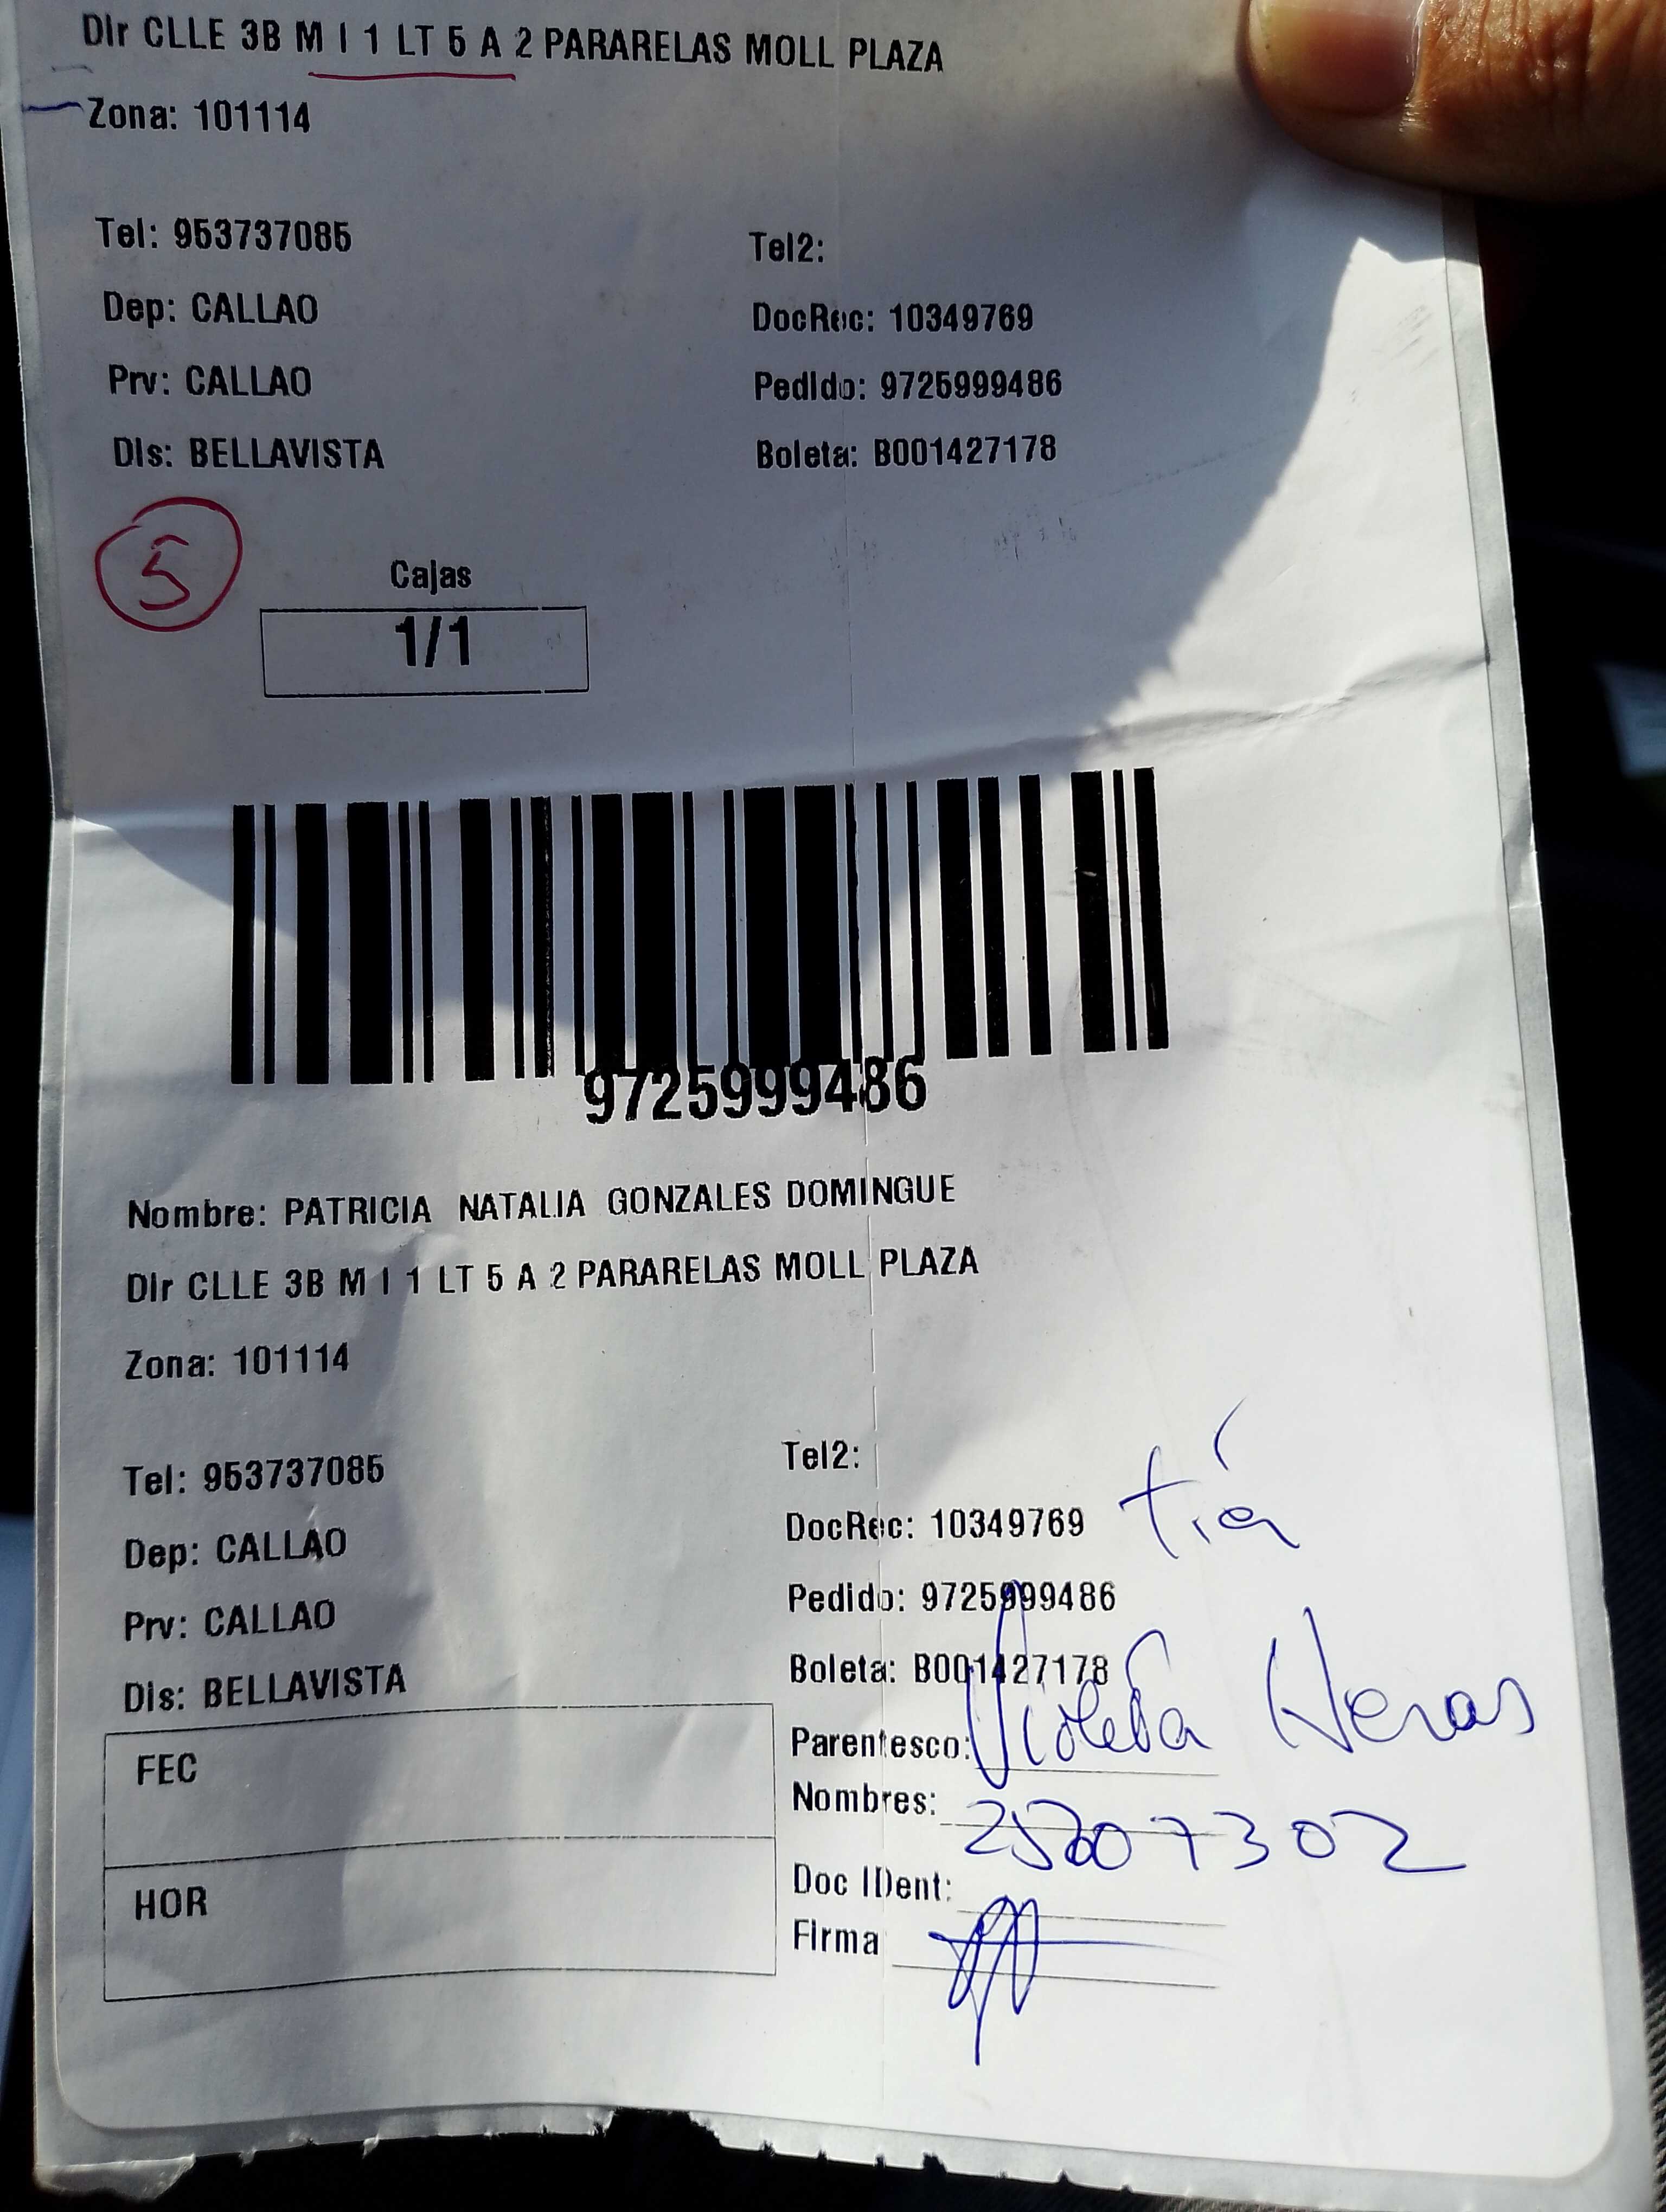 Dir CLLE 3B M I 1 LT 5 A 2 PARARELAS MOLL PLAZA
Zona: 101114
Tel: 953737085
Tel2:
Dep: CALLAO
DocRec: 10349769
Prv: CALLAO
Pedido: 9725999486
Dis: BELLAVISTA
Boleta: B001427178
5
Cajas
1/1
9725999486
Nombre: PATRICIA NATALIA GONZALES DOMINGUE
Dir CLLE 3B M I 1 LT 5 A 2 PARARELAS MOLL PLAZA
Zona: 101114
Tel: 953737085
Tel2:
Dep: CALLAO
DocRec: 10349769 tía
Prv: CALLAO
Pedido: 9725999486
Dis: BELLAVISTA
Boleta: B001427178
FEC
HOR
Parentesco: Violeta Heras
Nombres:
Doc IDent:
Firma